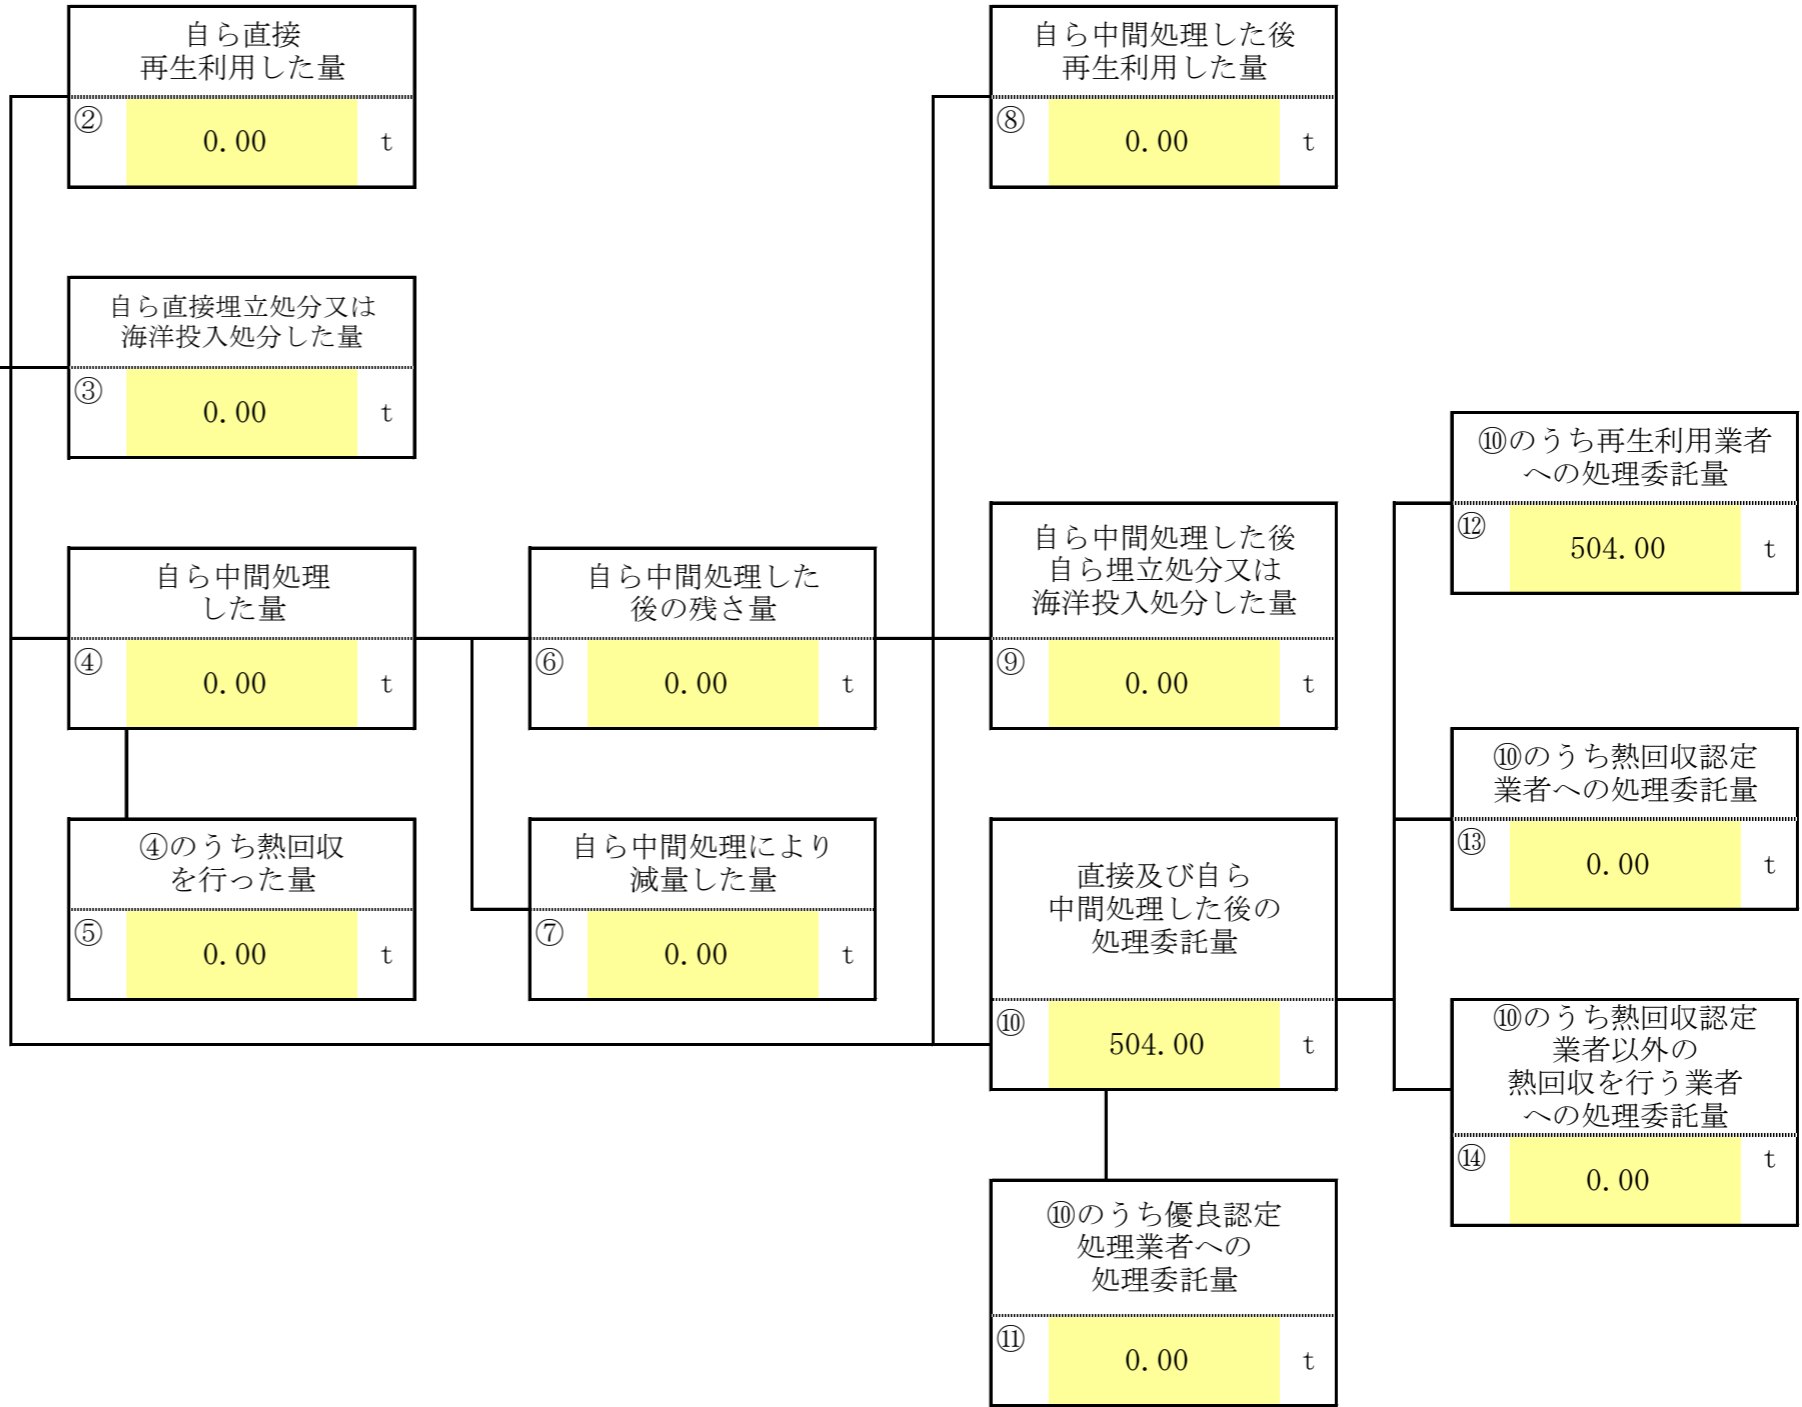 自ら直接
再生利用した量
②
0.00
t
自ら中間処理した後
再生利用した量
⑧
0.00
t
自ら直接埋立処分又は
海洋投入処分した量
③
0.00
t
⑩のうち再生利用業者
への処理委託量
⑫
504.00
t
自ら中間処理
した量
④
0.00
t
自ら中間処理した
後の残さ量
⑥
0.00
t
自ら中間処理した後
自ら埋立処分又は
海洋投入処分した量
⑨
0.00
t
⑩のうち熱回収認定
業者への処理委託量
⑬
0.00
t
④のうち熱回収
を行った量
⑤
0.00
t
自ら中間処理により
減量した量
⑦
0.00
t
直接及び自ら
中間処理した後の
処理委託量
⑩
504.00
t
⑩のうち熱回収認定
業者以外の
熱回収を行う業者
への処理委託量
⑭
0.00
t
⑩のうち優良認定
処理業者への
処理委託量
⑪
0.00
t